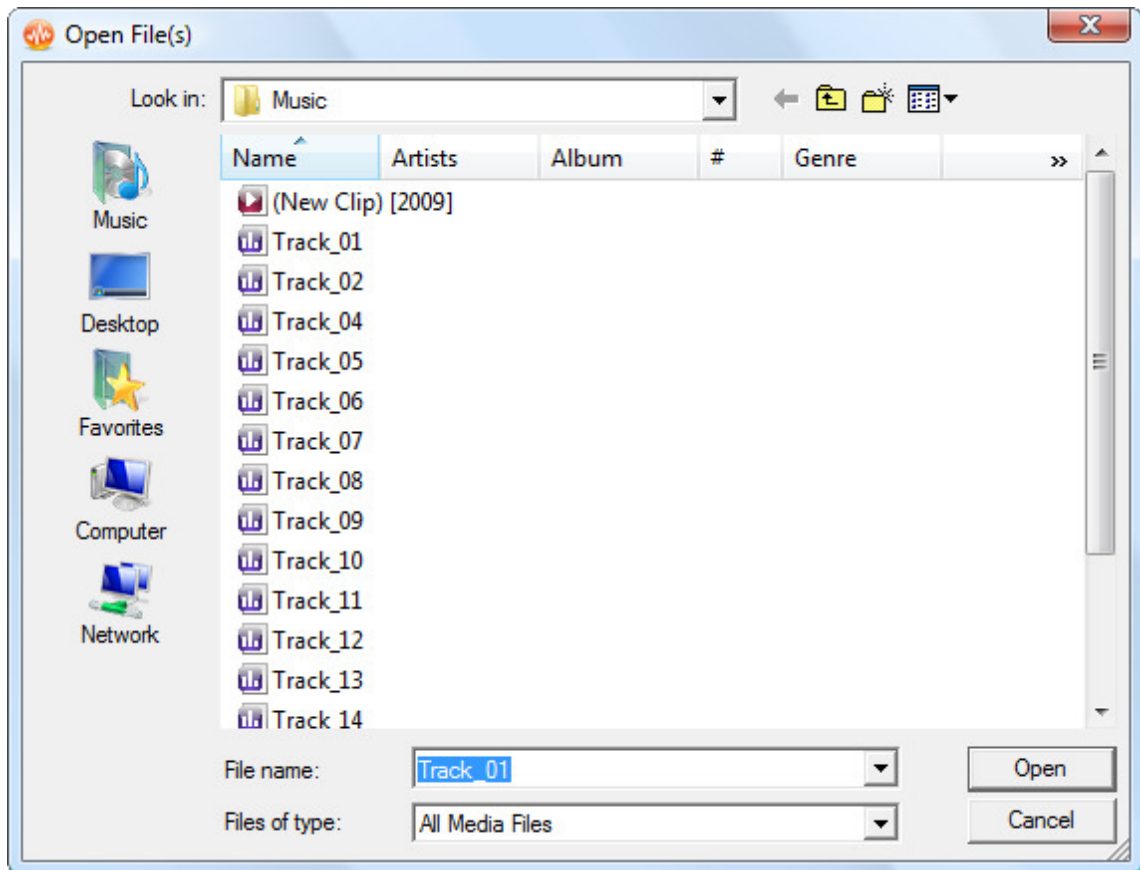 Open File(s)
Look in: Music
Name Artists Album # Genre »
(New Clip) [2009]
Track_01
Track_02
Track_04
Track_05
Track_06
Track_07
Track_08
Track_09
Track_10
Track_11
Track_12
Track_13
Track 14
Music
Desktop
Favorites
Computer
Network
File name: Track_01 Open
Files of type: All Media Files Cancel